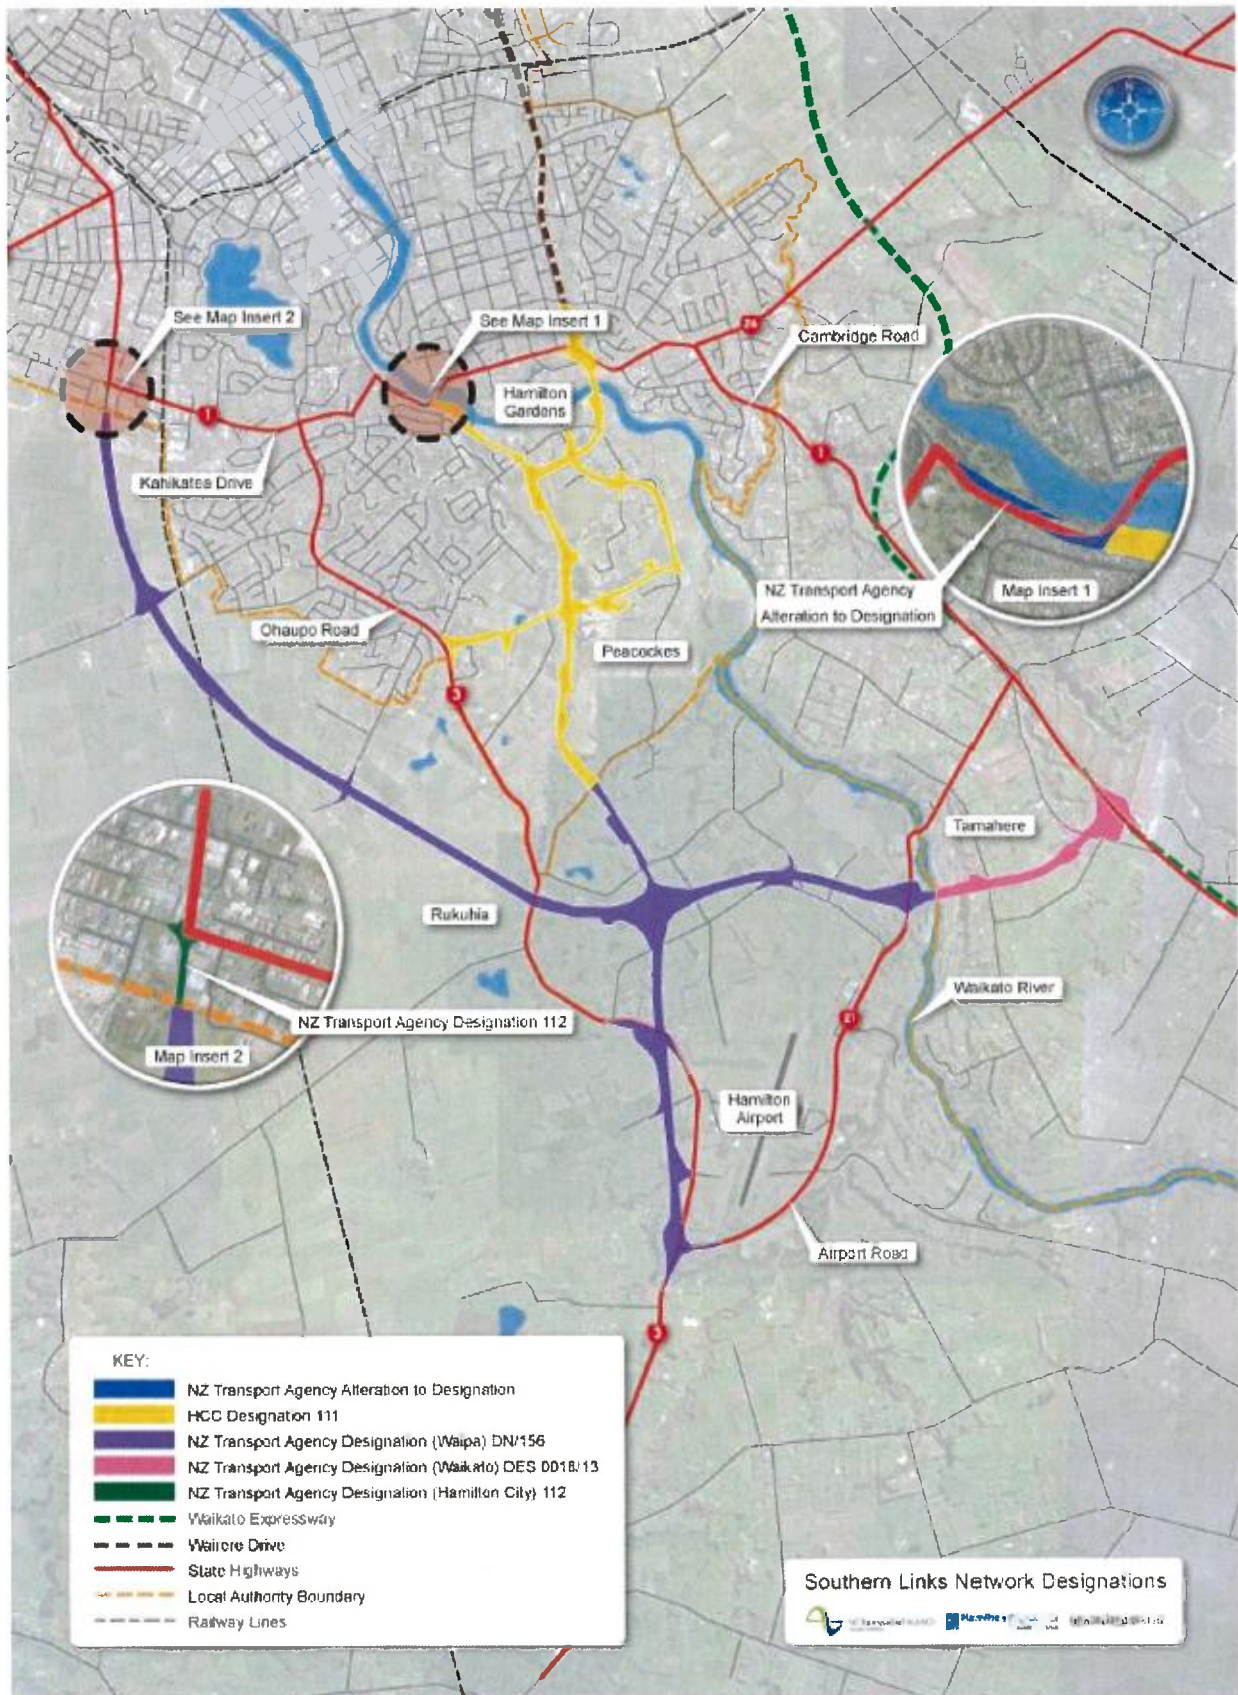 26
See Map Insert 2
See Map Insert 1
Cambridge Road
Hamilton
Gardens
1
1
Kahikatea Drive
NZ Transport Agency
Alteration to Designation
Map Insert 1
Ohaupo Road
Peacockes
3
Tamahere
Rukuhia
Waikato River
NZ Transport Agency Designation 112
21
Map Insert 2
Hamilton
Airport
Airport Road
3
KEY:
NZ Transport Agency Alteration to Designation
HCC Designation 111
NZ Transport Agency Designation (Waipa) DN/156
NZ Transport Agency Designation (Waikato) DES 0018/13
NZ Transport Agency Designation (Hamilton City) 112
Waikato Expressway
Wairere Drive
State Highways
Local Authority Boundary
Railway Lines
Southern Links Network Designations